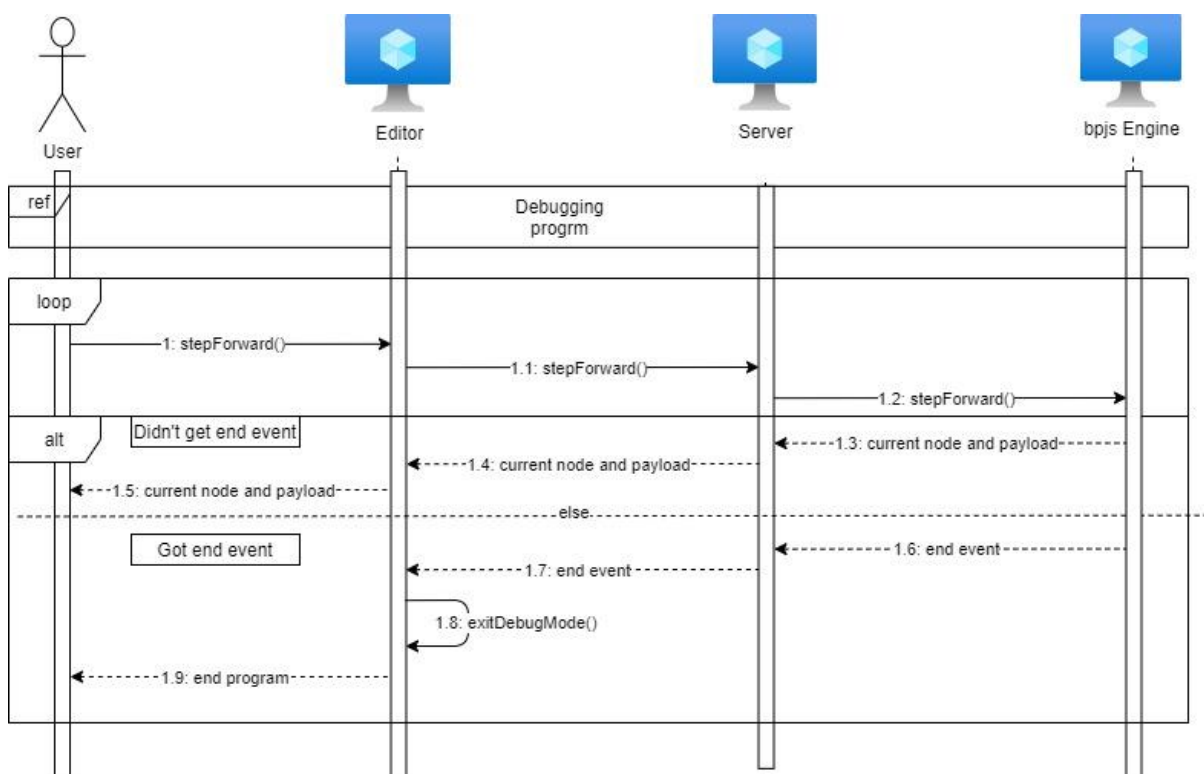 User
Editor
Server
bpjs Engine
ref
Debugging
progrm
loop
1: stepForward()
1.1: stepForward()
1.2: stepForward()
alt
Didn't get end event
1.3: current node and payload
1.4: current node and payload
1.5: current node and payload
else
Got end event
1.6: end event
1.7: end event
1.8: exitDebugMode()
1.9: end program